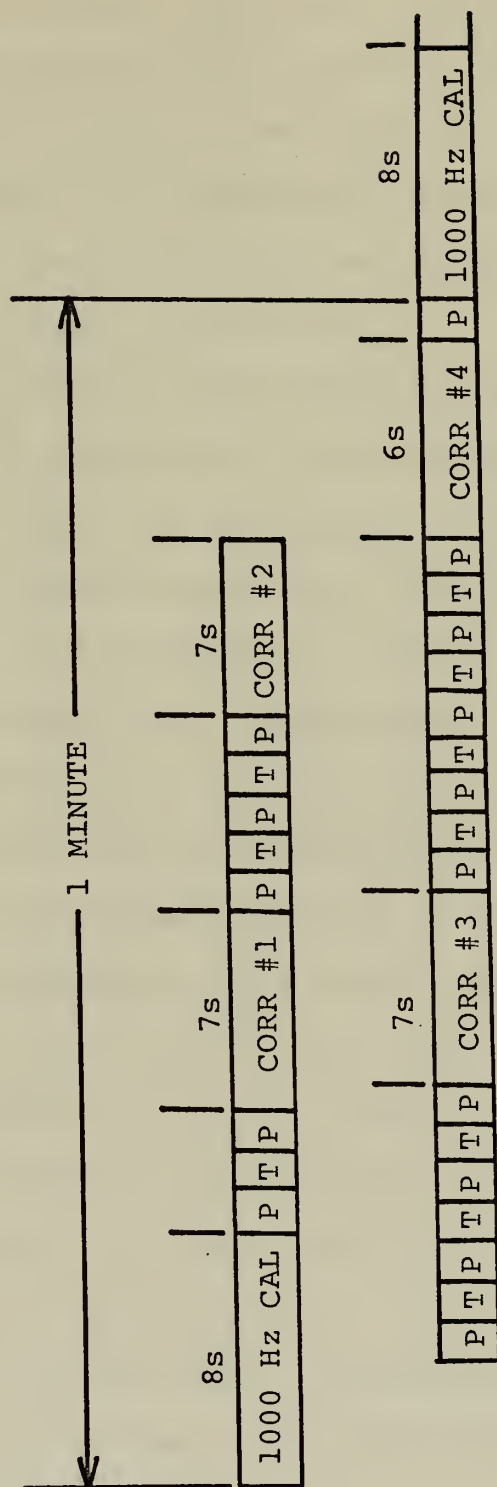 1 MINUTE
8s 7s 7s
1000 Hz CAL P T P CORR #1 P T P T P CORR #2
7s 6s 8s
P T P T P T P CORR #3 P T P T P T P T P CORR #4 P 1000 Hz CAL